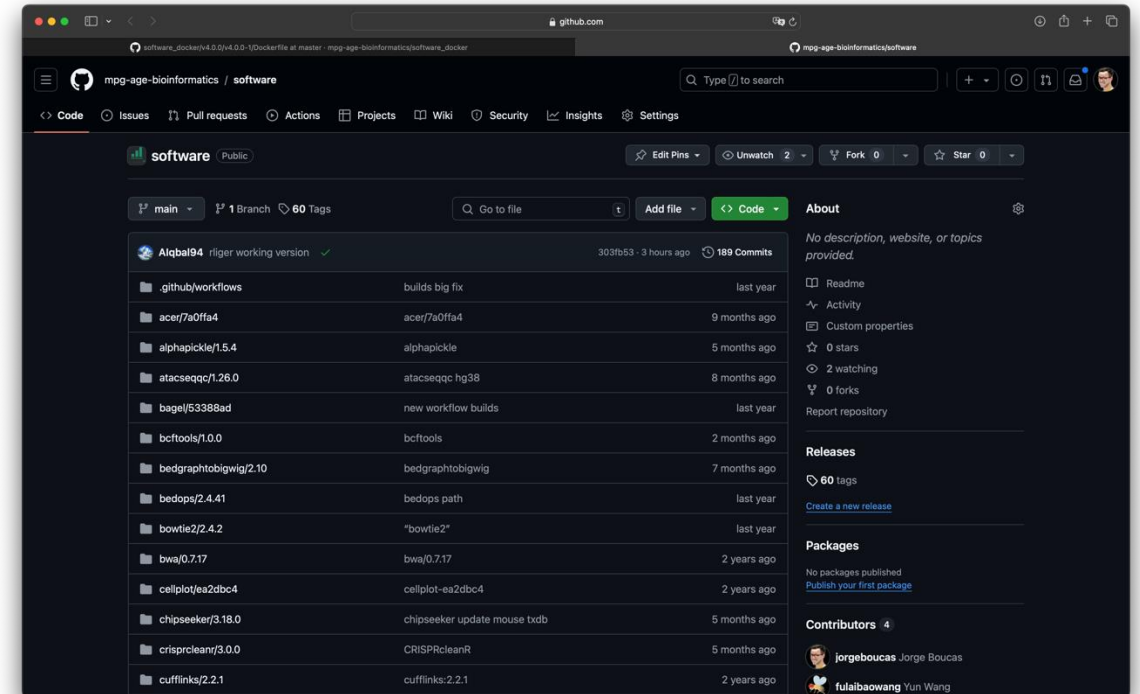 github.com
software_docker/v4.0.0/v4.0.0-1/Dockerfile at master · mpg-age-bioinformatics/software_docker
mpg-age-bioinformatics/software
mpg-age-bioinformatics / software
Type / to search
<> Code Issues Pull requests Actions Projects Wiki Security Insights Settings
software Public
Edit Pins Unwatch 2 Fork 0 Star 0
main 1 Branch 60 Tags
Go to file t
Add file <> Code
AIqbal94 rliger working version 303fb53 · 3 hours ago 189 Commits
.github/workflows builds big fix last year
acer/7a0ffa4 acer/7a0ffa4 9 months ago
alphapickle/1.5.4 alphapickle 5 months ago
atacseqqc/1.26.0 atacseqqc hg38 8 months ago
bagel/53388ad new workflow builds last year
bcftools/1.0.0 bcftools 2 months ago
bedgraphtobigwig/2.10 bedgraphtobigwig 7 months ago
bedops/2.4.41 bedops path last year
bowtie2/2.4.2 "bowtie2" last year
bwa/0.7.17 bwa/0.7.17 2 years ago
cellplot/ea2dbc4 cellplot-ea2dbc4 2 years ago
chipseeker/3.18.0 chipseeker update mouse txdb 5 months ago
crisprcleanr/3.0.0 CRISPRcleanR 5 months ago
cufflinks/2.2.1 cufflinks:2.2.1 2 years ago
About
No description, website, or topics
provided.
Readme
Activity
Custom properties
0 stars
2 watching
0 forks
Report repository
Releases
60 tags
Create a new release
Packages
No packages published
Publish your first package
Contributors 4
jorgeboucas Jorge Boucas
fulaibaowang Yun Wang